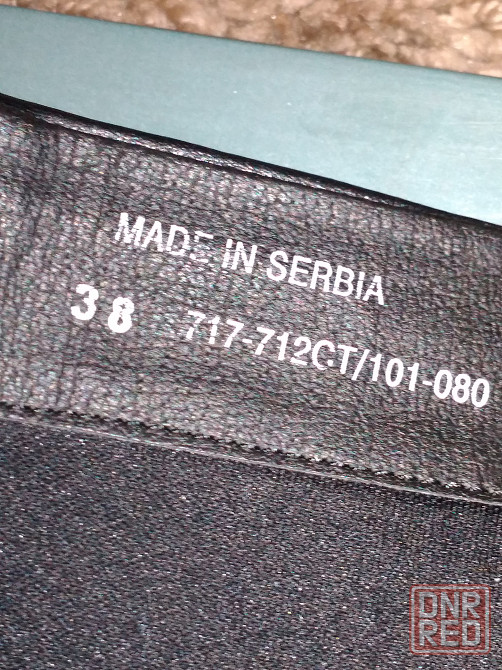 MADE IN SERBIA
38 717-712CT/101-080
DNR
RED